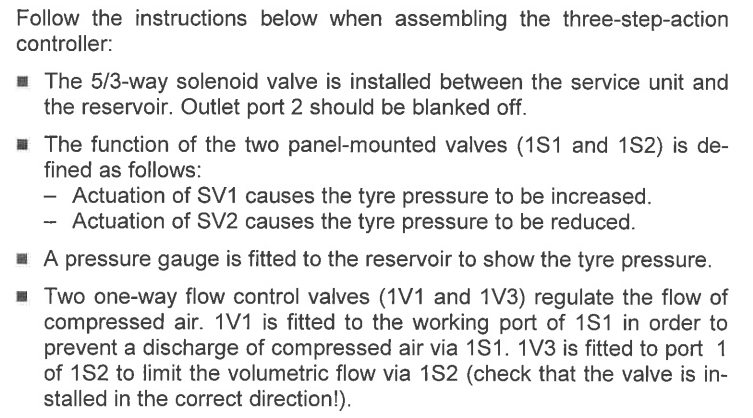 Follow the instructions below when assembling the three-step-action
controller:
■ The 5/3-way solenoid valve is installed between the service unit and
the reservoir. Outlet port 2 should be blanked off.
■ The function of the two panel-mounted valves (1S1 and 1S2) is de-
fined as follows:
– Actuation of SV1 causes the tyre pressure to be increased.
– Actuation of SV2 causes the tyre pressure to be reduced.
■ A pressure gauge is fitted to the reservoir to show the tyre pressure.
■ Two one-way flow control valves (1V1 and 1V3) regulate the flow of
compressed air. 1V1 is fitted to the working port of 1S1 in order to
prevent a discharge of compressed air via 1S1. 1V3 is fitted to port 1
of 1S2 to limit the volumetric flow via 1S2 (check that the valve is in-
stalled in the correct direction!).